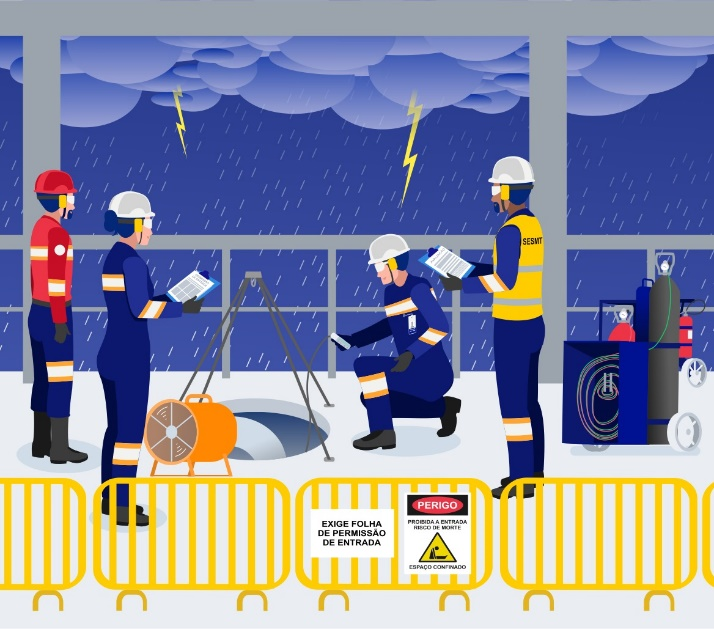 SESMT
EXIGE FOLHA
DE PERMISSÃO
DE ENTRADA
PERIGO
PROIBIDA A ENTRADA
RISCO DE MORTE
ESPAÇO CONFINADO